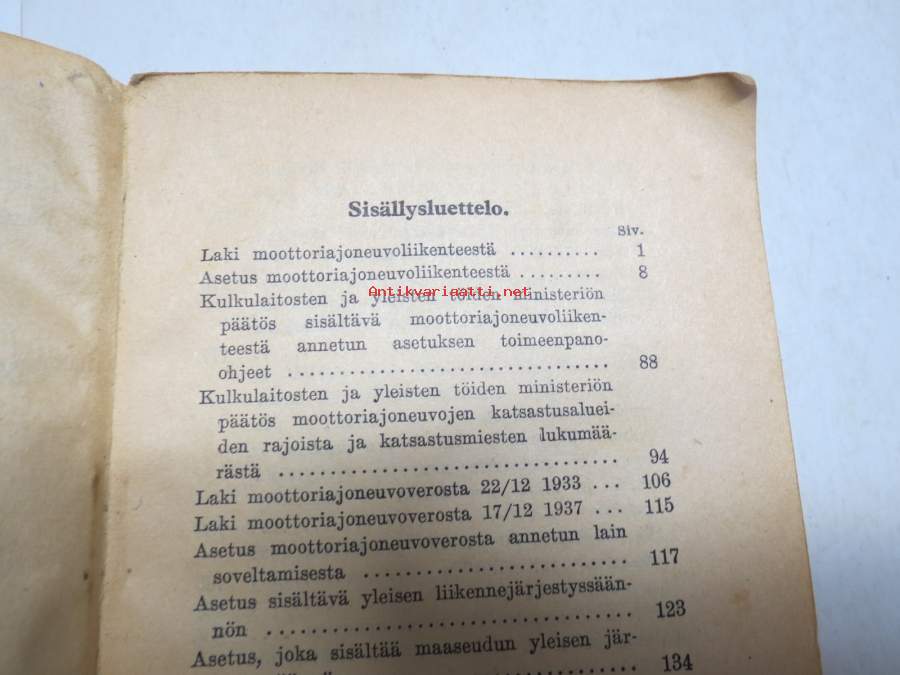 Sisällysluettelo.
Siv.
Laki moottoriajoneuvoliikenteestä .......... 1
Asetus moottoriajoneuvoliikenteestä ......... 8
Antikvariaatti.net
Kulkulaitosten ja yleisten töiden ministeriön
päätös sisältävä moottoriajoneuvoliiken-
teestä annetun asetuksen toimeenpano-
ohjeet ................................. 88
Kulkulaitosten ja yleisten töiden ministeriön
päätös moottoriajoneuvojen katsastusaluei-
den rajoista ja katsastusmiesten lukumää-
rästä ................................... 94
Laki moottoriajoneuvoverosta 22/12 1933 ... 106
Laki moottoriajoneuvoverosta 17/12 1937 ... 115
Asetus moottoriajoneuvoverosta annetun lain
soveltamisesta ........................... 117
Asetus sisältävä yleisen liikennejärjestyssään-
nön ..................................... 123
Asetus, joka sisältää maaseudun yleisen jär-
134